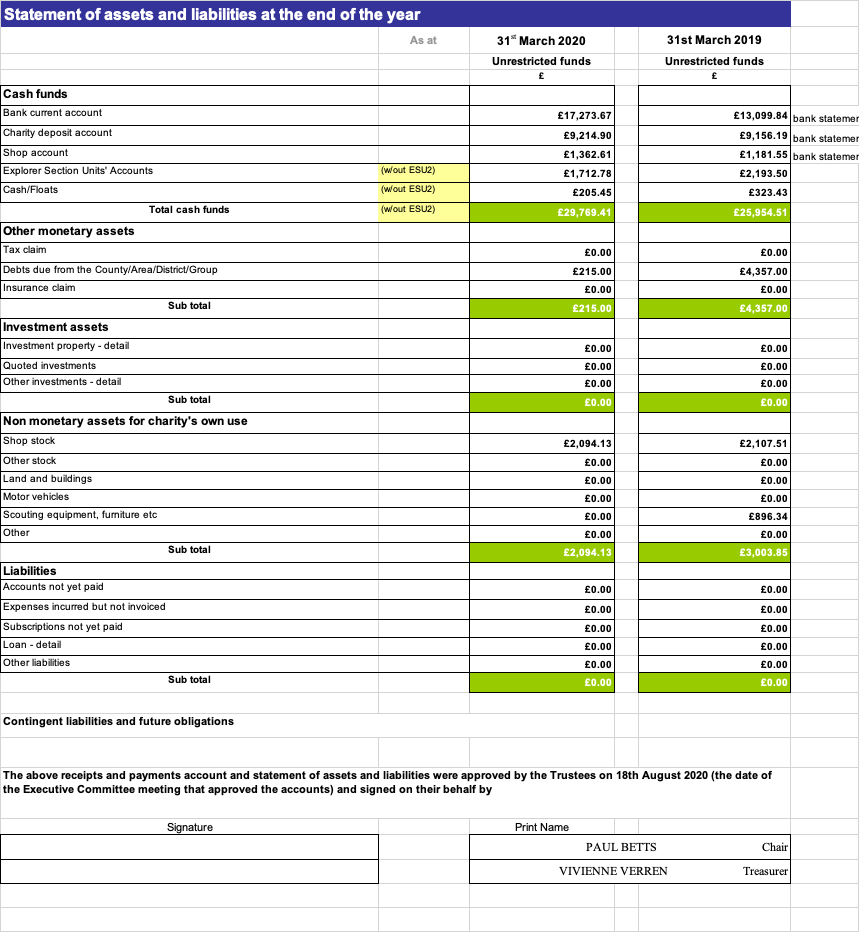 Statement of assets and liabilities at the end of the year
As at 31st March 2020 31st March 2019
Unrestricted funds Unrestricted funds
£ £
Cash funds
Bank current account £17,273.67 £13,099.84 bank statemen
Charity deposit account £9,214.90 £9,156.19 bank statemen
Shop account £1,362.61 £1,181.55 bank statemen
Explorer Section Units' Accounts (w/out ESU2) £1,712.78 £2,193.50
Cash/Floats (w/out ESU2) £205.45 £323.43
Total cash funds (w/out ESU2) £29,769.41 £25,954.51
Other monetary assets
Tax claim £0.00 £0.00
Debts due from the County/Area/District/Group £215.00 £4,357.00
Insurance claim £0.00 £0.00
Sub total £215.00 £4,357.00
Investment assets
Investment property - detail £0.00 £0.00
Quoted investments £0.00 £0.00
Other investments - detail £0.00 £0.00
Sub total £0.00 £0.00
Non monetary assets for charity's own use
Shop stock £2,094.13 £2,107.51
Other stock £0.00 £0.00
Land and buildings £0.00 £0.00
Motor vehicles £0.00 £0.00
Scouting equipment, furniture etc £0.00 £896.34
Other £0.00 £0.00
Sub total £2,094.13 £3,003.85
Liabilities
Accounts not yet paid £0.00 £0.00
Expenses incurred but not invoiced £0.00 £0.00
Subscriptions not yet paid £0.00 £0.00
Loan - detail £0.00 £0.00
Other liabilities £0.00 £0.00
Sub total £0.00 £0.00
Contingent liabilities and future obligations
The above receipts and payments account and statement of assets and liabilities were approved by the Trustees on 18th August 2020 (the date of
the Executive Committee meeting that approved the accounts) and signed on their behalf by
Signature Print Name
PAUL BETTS Chair
VIVIENNE VERREN Treasurer